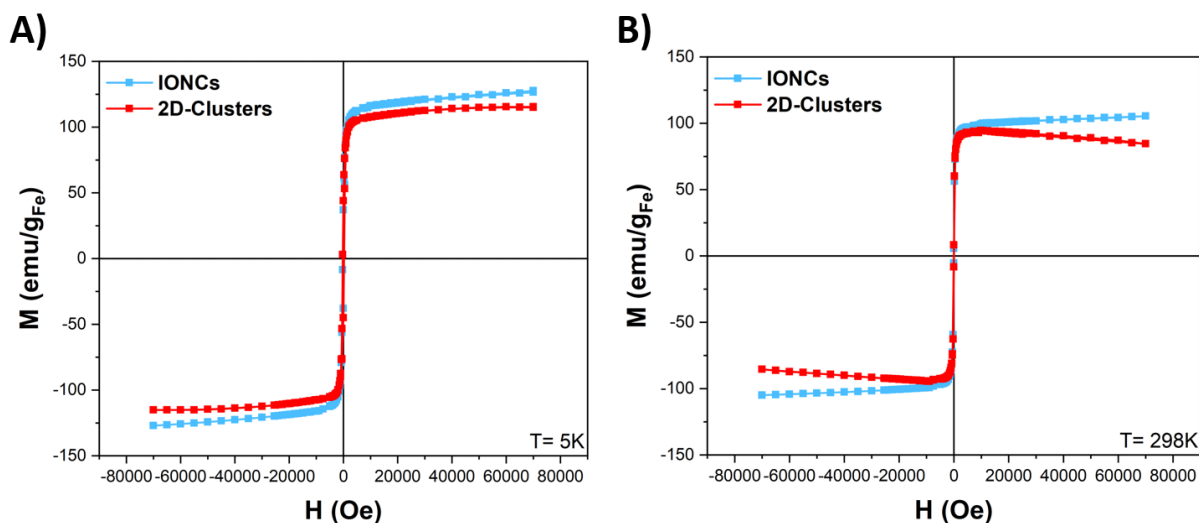 A)
150
100
50
0
-50
-100
-150
M (emu/gFe)
IONCs
2D-Clusters
T= 5K
-80000 -60000 -40000 -20000 0 20000 40000 60000 80000
H (Oe)
B)
150
100
50
0
-50
-100
-150
M (emu/gFe)
IONCs
2D-Clusters
T= 298K
-80000 -60000 -40000 -20000 0 20000 40000 60000 80000
H (Oe)